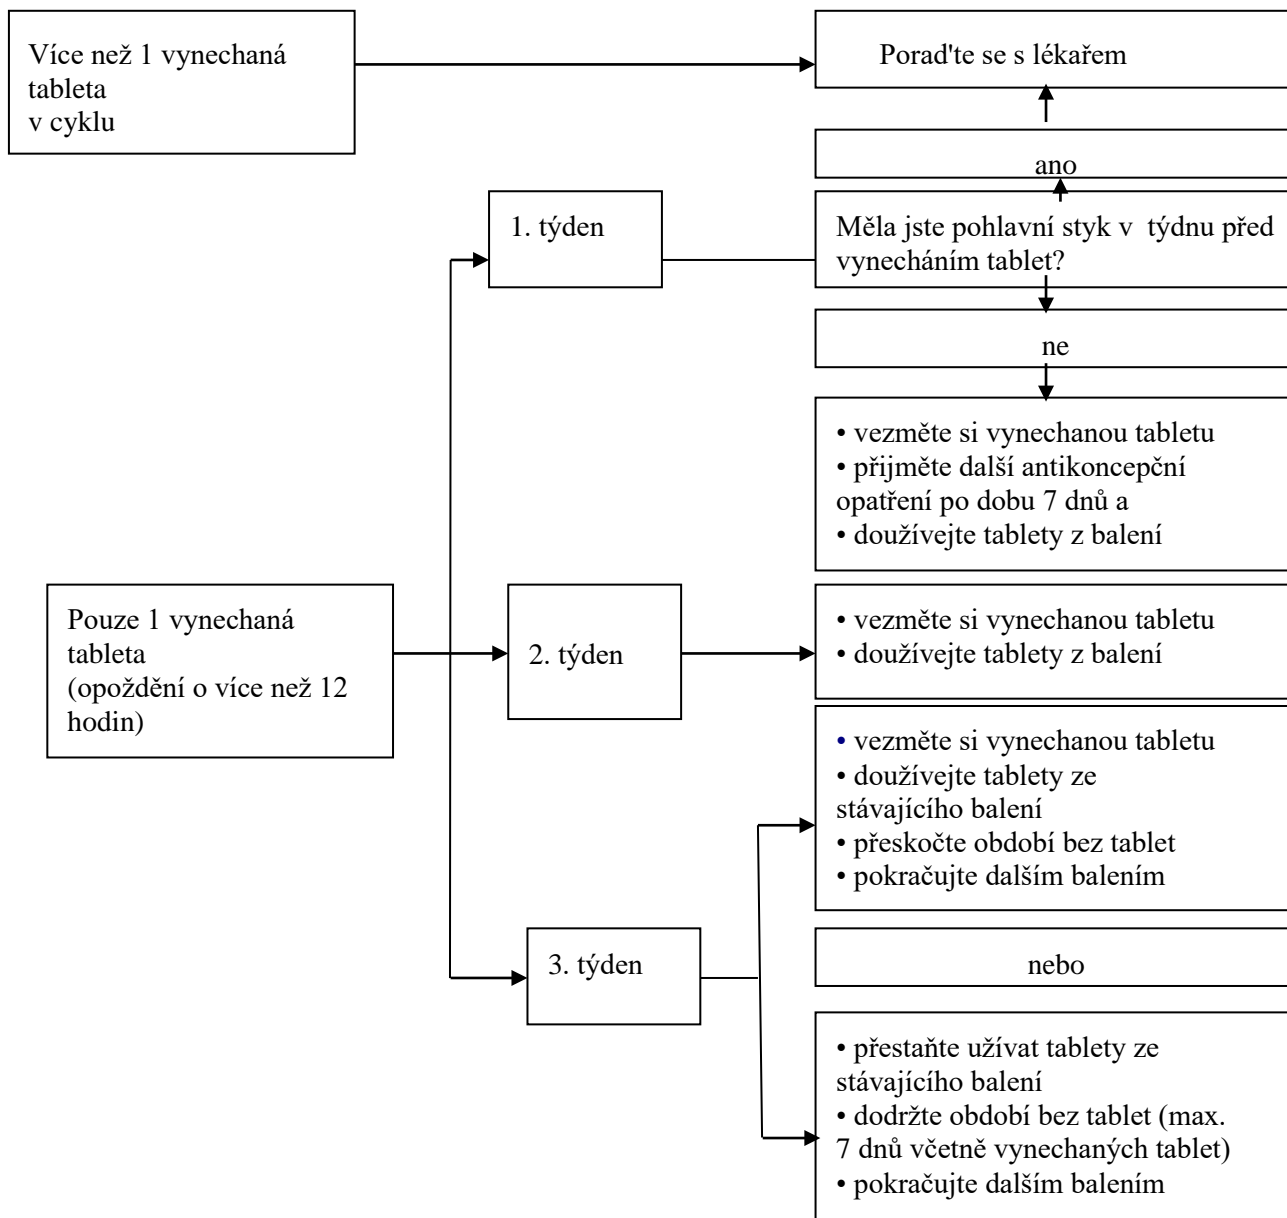 Více než 1 vynechaná
tableta
v cyklu
Porad'te se s lékařem
ano
1. týden
Měla jste pohlavní styk v týdnu před
vynecháním tablet?
ne
• vezměte si vynechanou tabletu
• přijměte další antikoncepční
opatření po dobu 7 dnů a
• doužívejte tablety z balení
Pouze 1 vynechaná
tableta
(opoždění o více než 12
hodin)
2. týden
• vezměte si vynechanou tabletu
• doužívejte tablety z balení
• vezměte si vynechanou tabletu
• doužívejte tablety ze
stávajícího balení
• přeskočte období bez tablet
• pokračujte dalším balením
3. týden
nebo
• přestaňte užívat tablety ze
stávajícího balení
• dodržte období bez tablet (max.
7 dnů včetně vynechaných tablet)
• pokračujte dalším balením